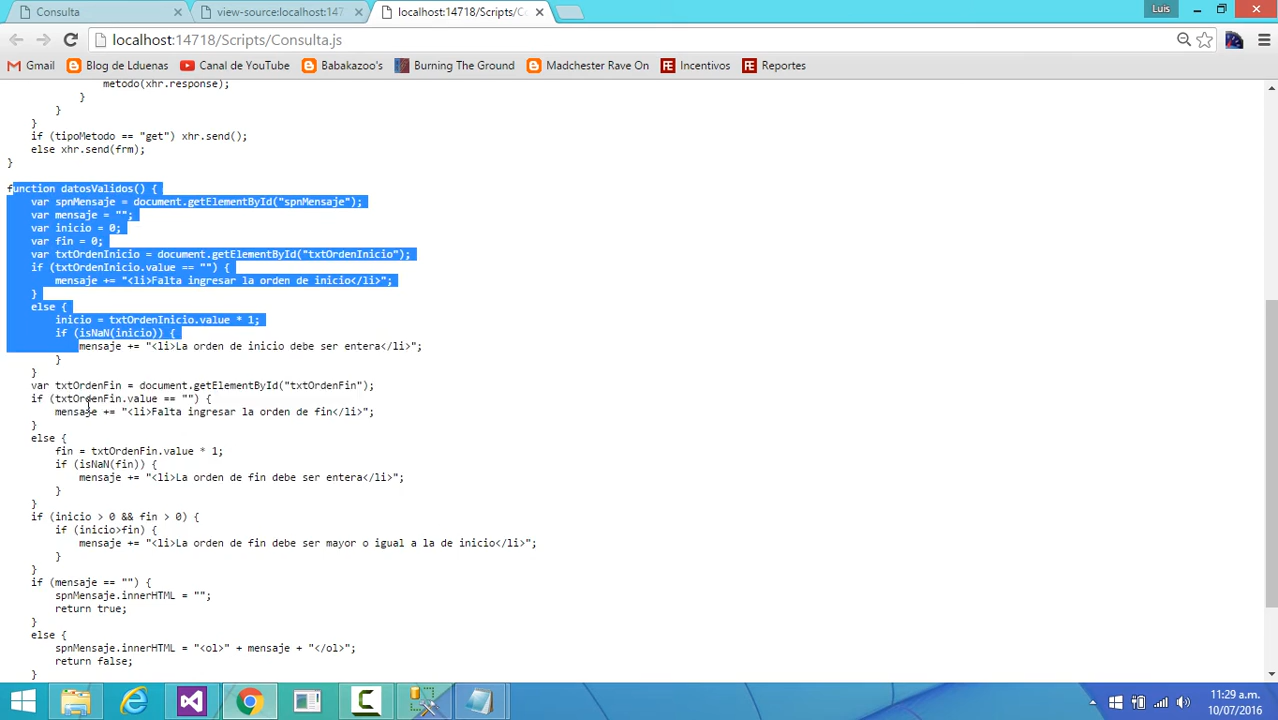 Consulta
view-source:localhost:147
localhost:14718/Scripts/Co
Luis
localhost:14718/Scripts/Consulta.js
Gmail
Blog de Lduenas
Canal de YouTube
Babakazoo's
Burning The Ground
Madchester Rave On
Incentivos
Reportes
metodo(xhr.response);
}
}
}
if (tipoMetodo == "get") xhr.send();
else xhr.send(frm);
}
function datosValidos() {
var spnMensaje = document.getElementById("spnMensaje");
var mensaje = "";
var inicio = 0;
var fin = 0;
var txtOrdenInicio = document.getElementById("txtOrdenInicio");
if (txtOrdenInicio.value == "") {
mensaje += "<li>Falta ingresar la orden de inicio</li>";
}
else {
inicio = txtOrdenInicio.value * 1;
if (isNaN(inicio)) {
mensaje += "<li>La orden de inicio debe ser entera</li>";
}
}
var txtOrdenFin = document.getElementById("txtOrdenFin");
if (txtOrdenFin.value == "") {
mensaje += "<li>Falta ingresar la orden de fin</li>";
}
else {
fin = txtOrdenFin.value * 1;
if (isNaN(fin)) {
mensaje += "<li>La orden de fin debe ser entera</li>";
}
}
if (inicio > 0 && fin > 0) {
if (inicio>fin) {
mensaje += "<li>La orden de fin debe ser mayor o igual a la de inicio</li>";
}
}
if (mensaje == "") {
spnMensaje.innerHTML = "";
return true;
}
else {
spnMensaje.innerHTML = "<ol>" + mensaje + "</ol>";
return false;
}
11:29 a.m.
10/07/2016